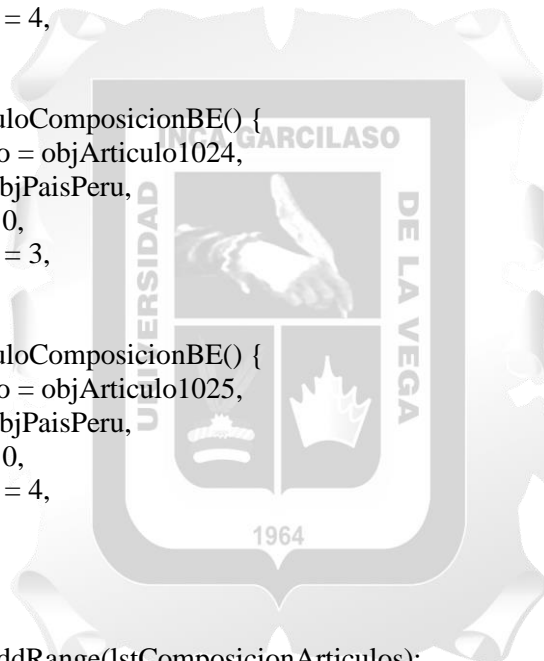 = 4,
uloComposicionBE() {
o = objArticulo1024,
bjPaisPeru,
0,
= 3,
uloComposicionBE() {
o = objArticulo1025,
bjPaisPeru,
0,
= 4,
ddRange(lstComposicionArticulos);
UNIVERSIDAD
INCA GARCILASO
DE LA VEGA
1964